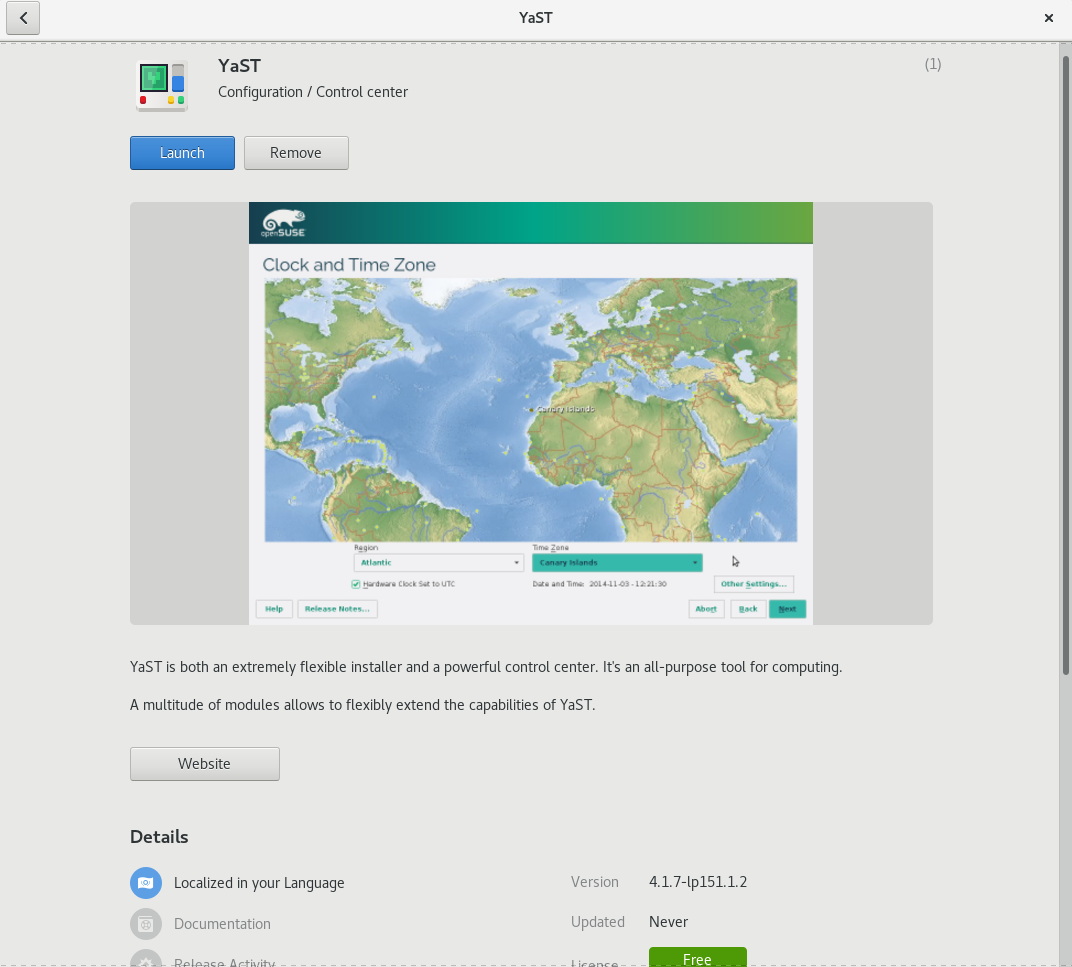 YaST
YaST
(1)
Configuration / Control center
Launch
Remove
openSUSE
Clock and Time Zone
Canary Islands
Region
Time Zone
Atlantic
Canary Islands
Hardware Clock Set to UTC
Date and Time: 2014-11-03 - 12:21:30
Other Settings...
Help
Release Notes...
Abort
Back
Next
YaST is both an extremely flexible installer and a powerful control center. It's an all-purpose tool for computing.
A multitude of modules allows to flexibly extend the capabilities of YaST.
Website
Details
Localized in your Language
Version 4.1.7-lp151.1.2
Documentation
Updated Never
Release Activity
License Free